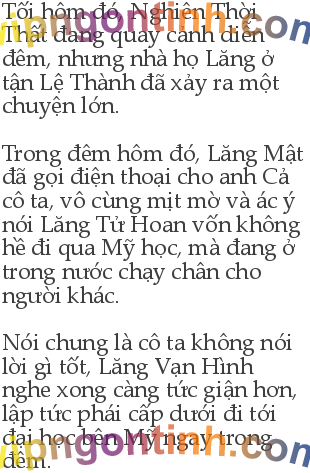 Tối hôm đó, Nghiên Thời
Thất đang quay cảnh diễn
đêm, nhưng nhà họ Lăng ở
tận Lệ Thành đã xảy ra một
chuyện lớn.

Trong đêm hôm đó, Lăng Mật
đã gọi điện thoại cho anh Cả
cô ta, vô cùng mịt mờ và ác ý
nói Lăng Tử Hoan vốn không
hề đi qua Mỹ học, mà đang ở
trong nước chạy chân cho
người khác.

Nói chung là cô ta không nói
lời gì tốt, Lăng Vạn Hình
nghe xong càng tức giận hơn,
lập tức phái cấp dưới đi tới
đại học bên Mỹ ngay trong
đêm.
vipngontinh.com
vipngontinh.com